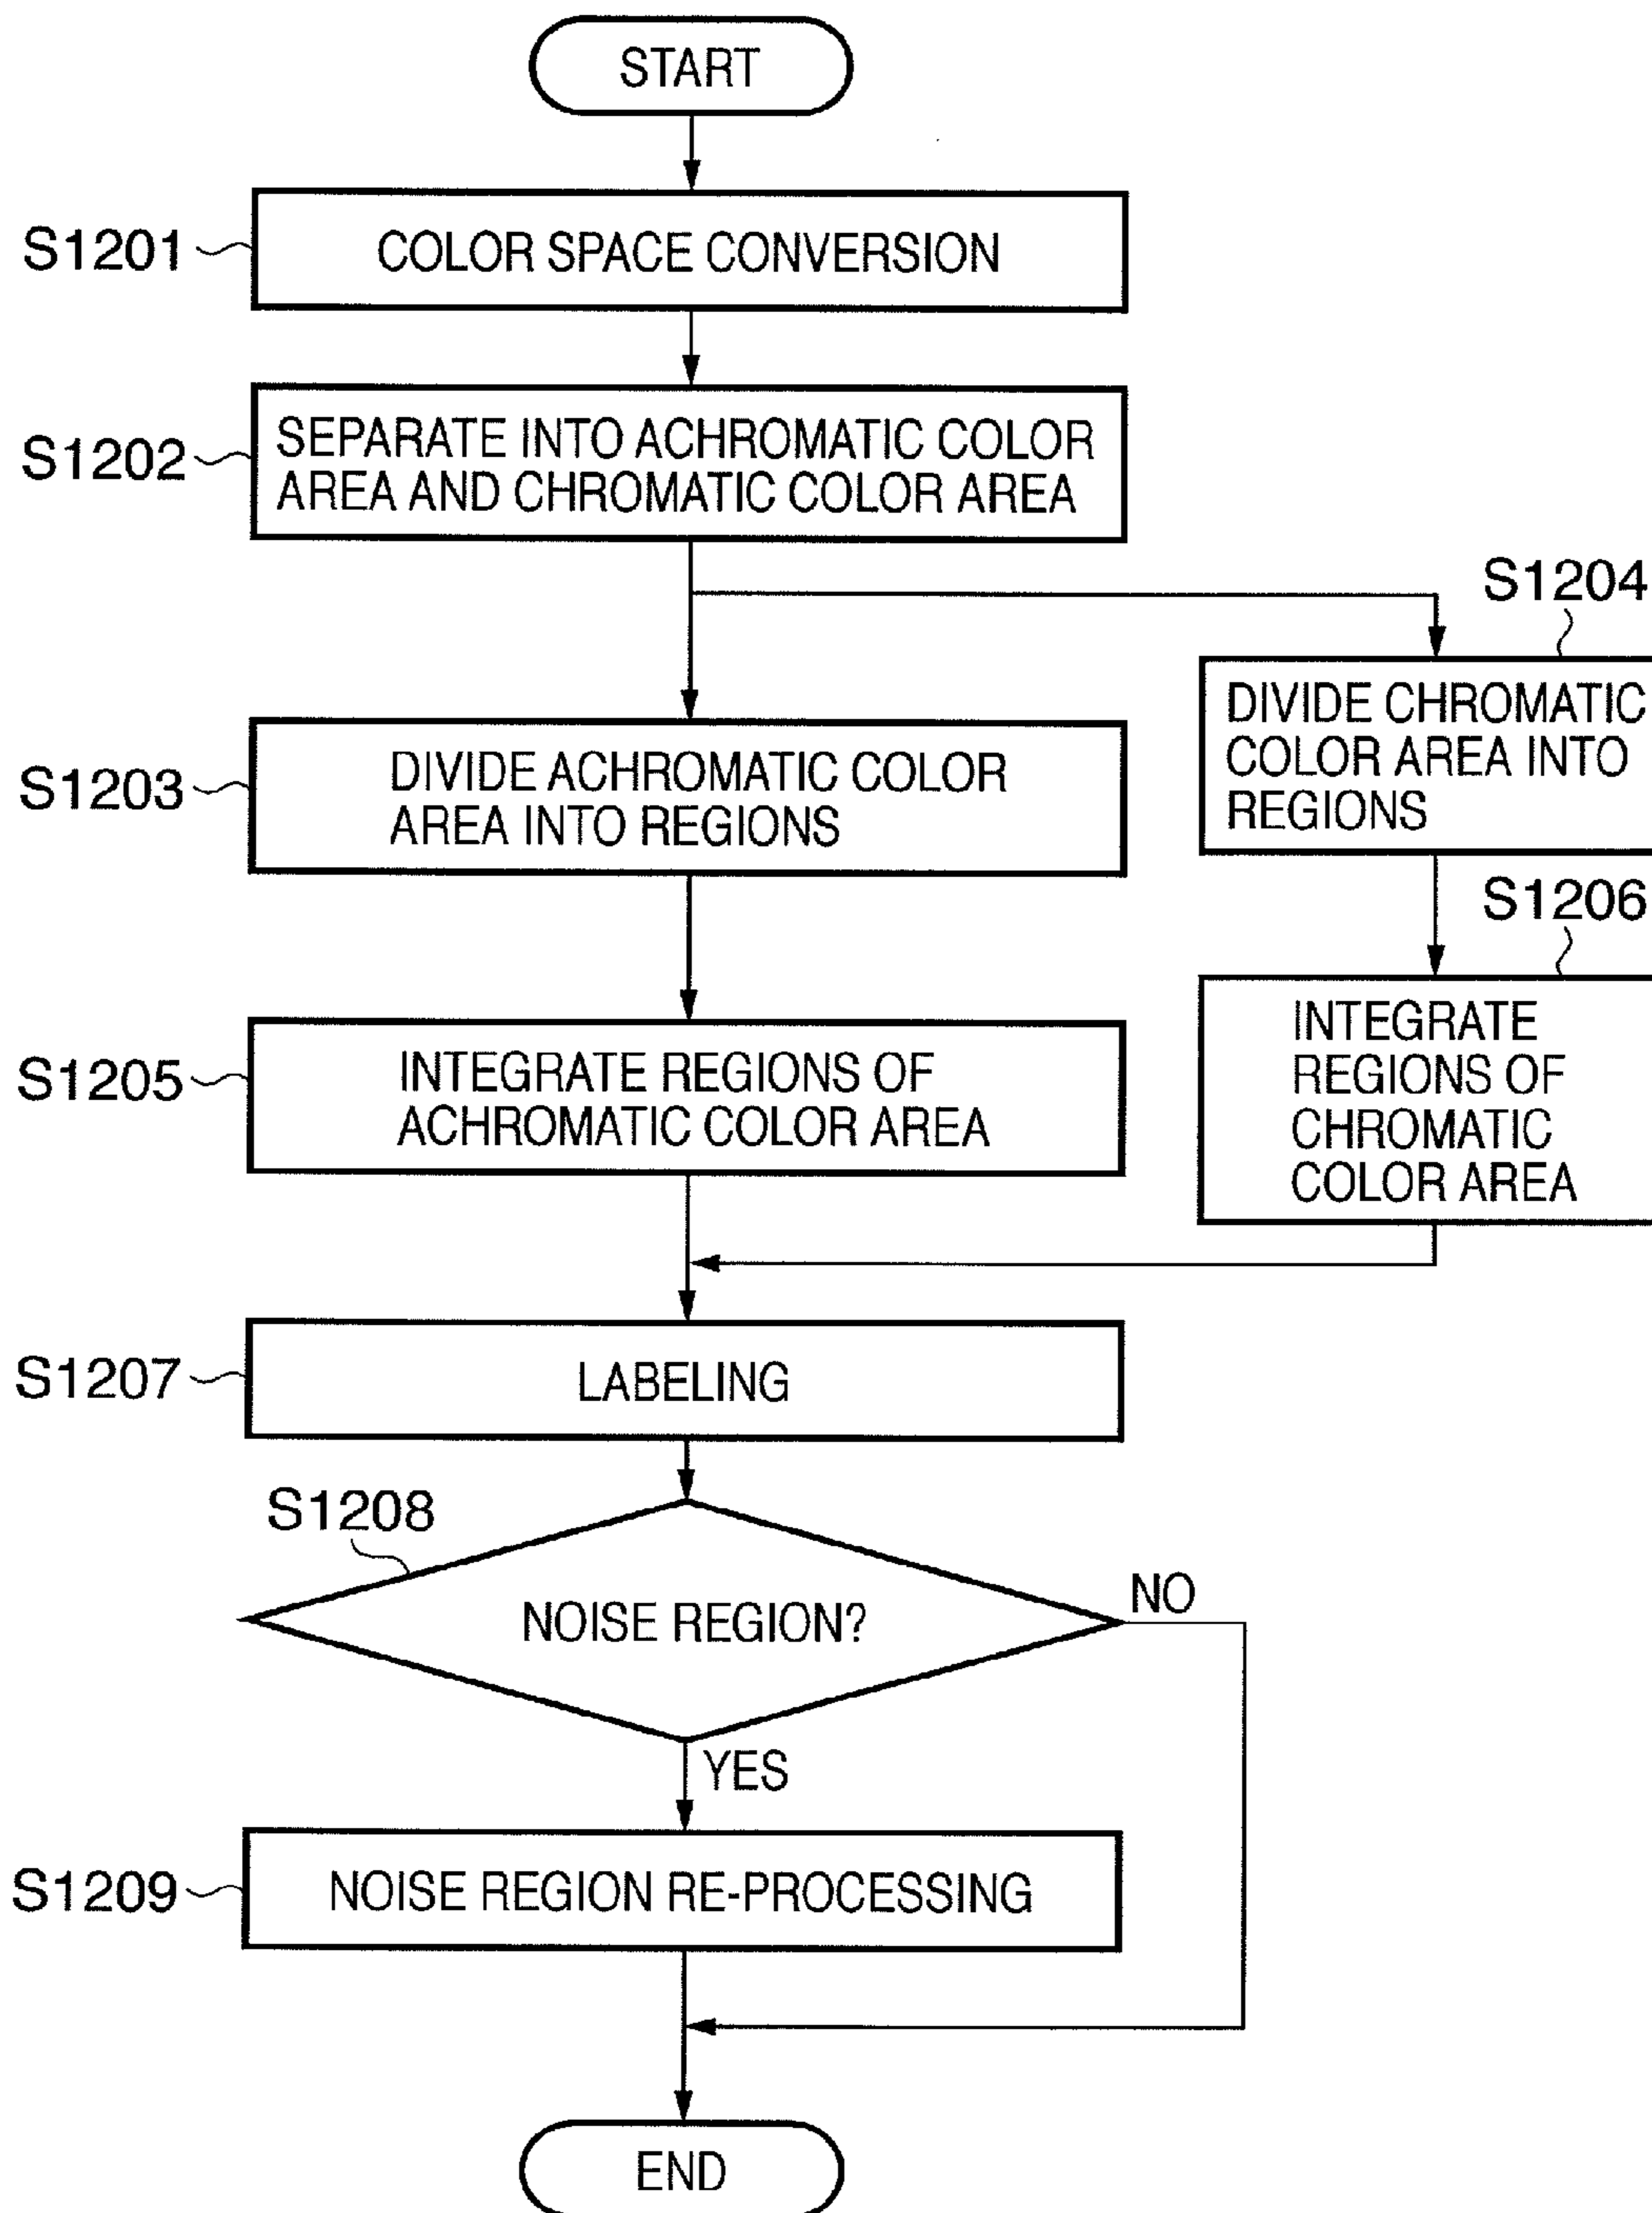 START
S1201
COLOR SPACE CONVERSION
S1202
SEPARATE INTO ACHROMATIC COLOR
AREA AND CHROMATIC COLOR AREA
S1204
DIVIDE CHROMATIC
COLOR AREA INTO
REGIONS
S1203
DIVIDE ACHROMATIC COLOR
AREA INTO REGIONS
S1206
INTEGRATE
REGIONS OF
CHROMATIC
COLOR AREA
S1205
INTEGRATE REGIONS OF
ACHROMATIC COLOR AREA
S1207
LABELING
S1208
NOISE REGION?
NO
YES
S1209
NOISE REGION RE-PROCESSING
END